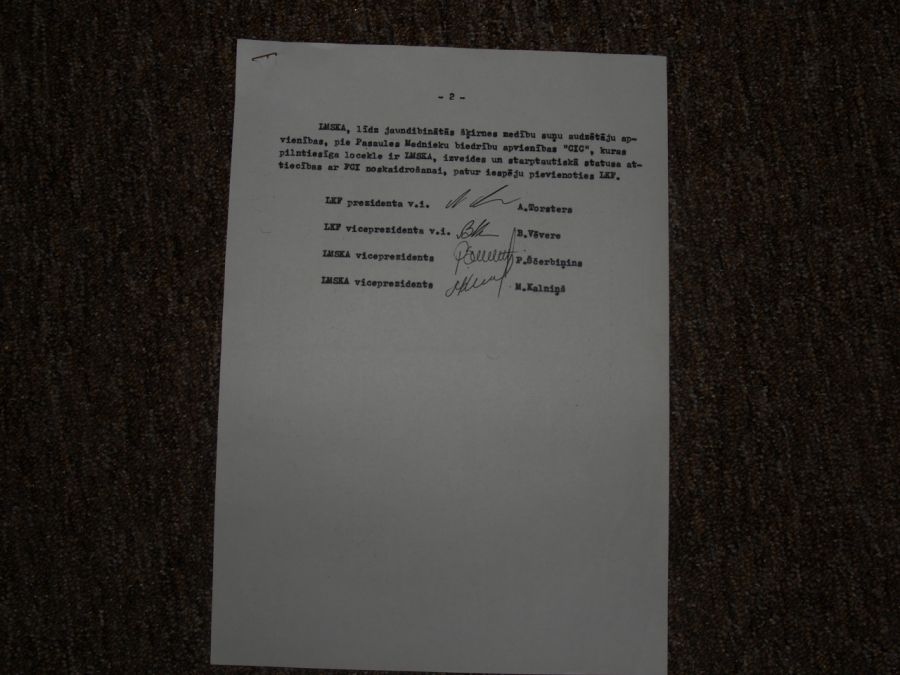 - 2 -
LMSKA, līdz jaundibinātās šķirnes medību suņu audzētāju ap-
vienības, pie Pasaules Mednieku biedrību apvienības "CIC", kuras
pilntiesīga locekle ir LMSKA, izveides un starptautiskā statusa at-
tiecībās ar FCI noskaidrošanai, patur iespēju pievienoties LKF.
LKF prezidenta v.i. A.Torsters
LKF viceprezidenta v.i. B.Vēvere
LMSKA viceprezidents P.Ščerbiņins
LMSKA viceprezidents M.Kalniņš